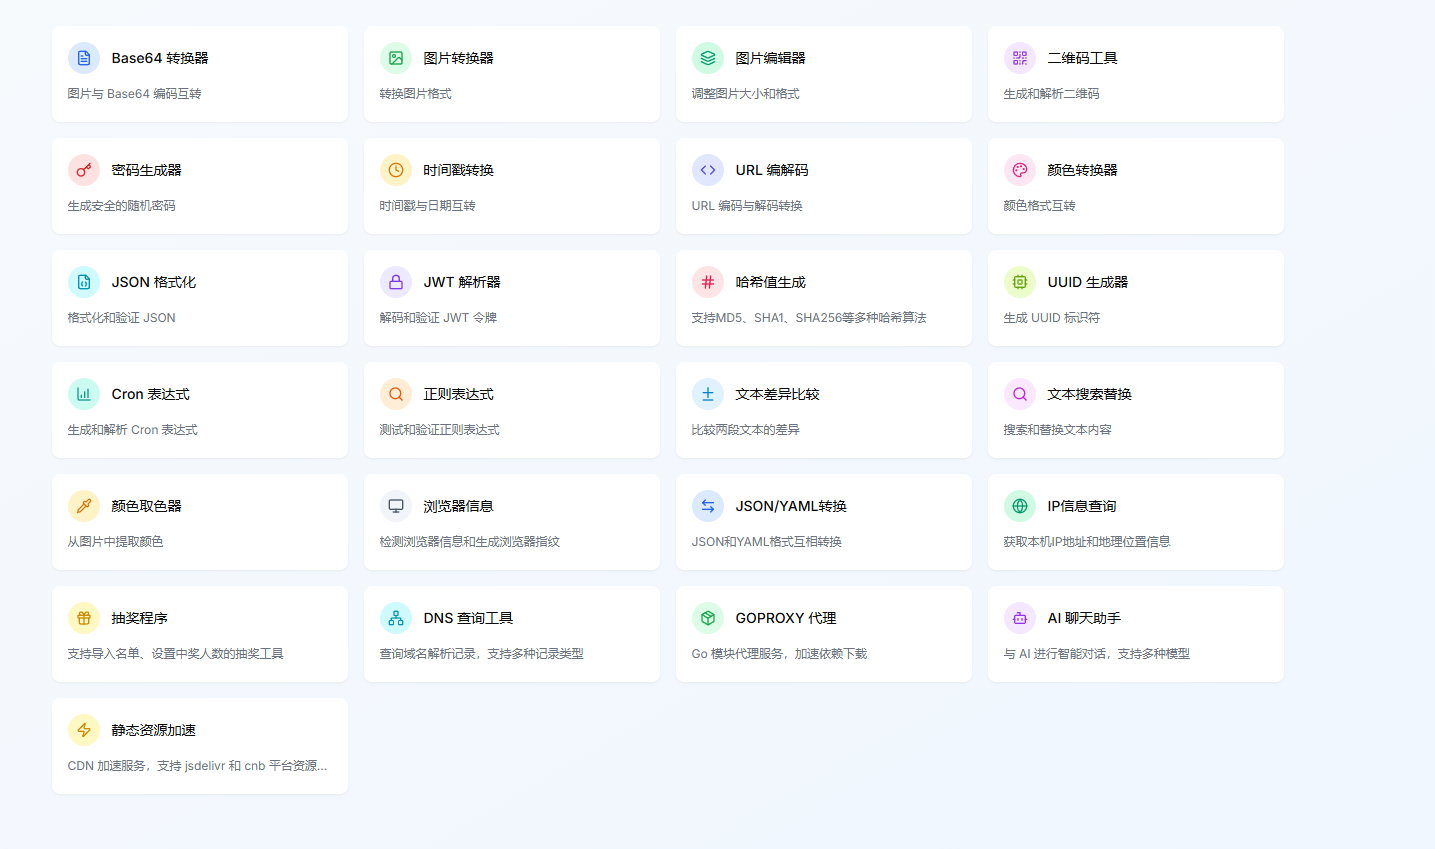 Base64 转换器
图片与 Base64 编码互转
图片转换器
转换图片格式
图片编辑器
调整图片大小和格式
二维码工具
生成和解析二维码
密码生成器
生成安全的随机密码
时间戳转换
时间戳与日期互转
URL 编解码
URL 编码与解码转换
颜色转换器
颜色格式互转
JSON 格式化
格式化和验证 JSON
JWT 解析器
解码和验证 JWT 令牌
哈希值生成
支持MD5、SHA1、SHA256等多种哈希算法
UUID 生成器
生成 UUID 标识符
Cron 表达式
生成和解析 Cron 表达式
正则表达式
测试和验证正则表达式
文本差异比较
比较两段文本的差异
文本搜索替换
搜索和替换文本内容
颜色取色器
从图片中提取颜色
浏览器信息
检测浏览器信息和生成浏览器指纹
JSON/YAML转换
JSON和YAML格式互相转换
IP信息查询
获取本机IP地址和地理位置信息
抽奖程序
支持导入名单、设置中奖人数的抽奖工具
DNS 查询工具
查询域名解析记录，支持多种记录类型
GOPROXY 代理
Go 模块代理服务，加速依赖下载
AI 聊天助手
与 AI 进行智能对话，支持多种模型
静态资源加速
CDN 加速服务，支持 jsdelivr 和 cnb 平台资源...